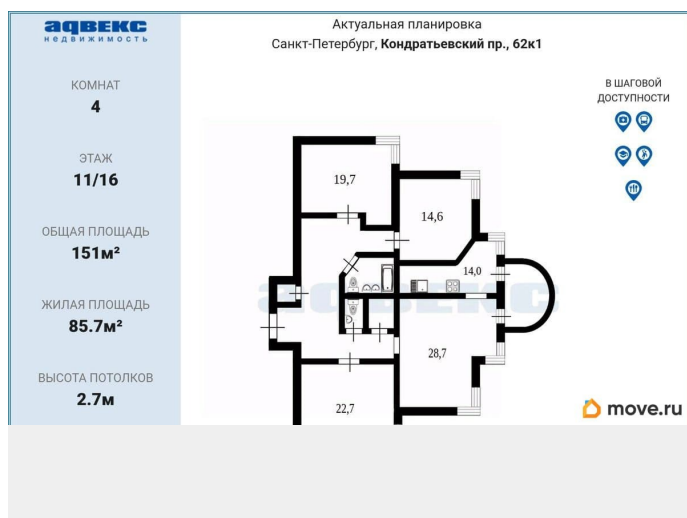 адвекс
недвижимость
КОМНАТ
4
ЭТАЖ
11/16
ОБЩАЯ ПЛОЩАДЬ
151м²
ЖИЛАЯ ПЛОЩАДЬ
85.7м²
ВЫСОТА ПОТОЛКОВ
2.7м
Актуальная планировка
Санкт-Петербург, Кондратьевский пр., 62к1
В ШАГОВОЙ
ДОСТУПНОСТИ
19,7
14,6
14,0
адвекс
28,7
22,7
move.ru